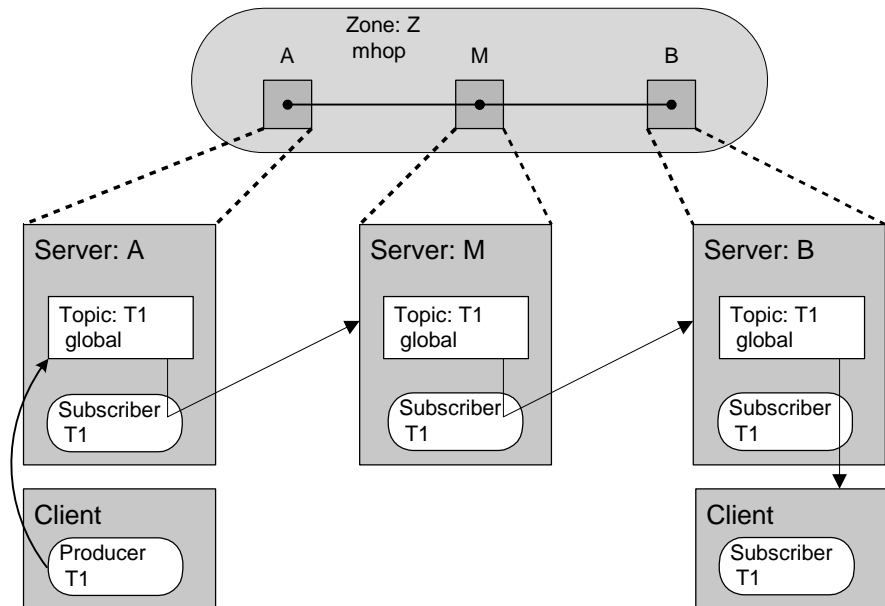 Zone: Z
mhop
A
M
B
Server: A
Topic: T1
global
Subscriber
T1
Server: M
Topic: T1
global
Subscriber
T1
Server: B
Topic: T1
global
Subscriber
T1
Client
Producer
T1
Client
Subscriber
T1